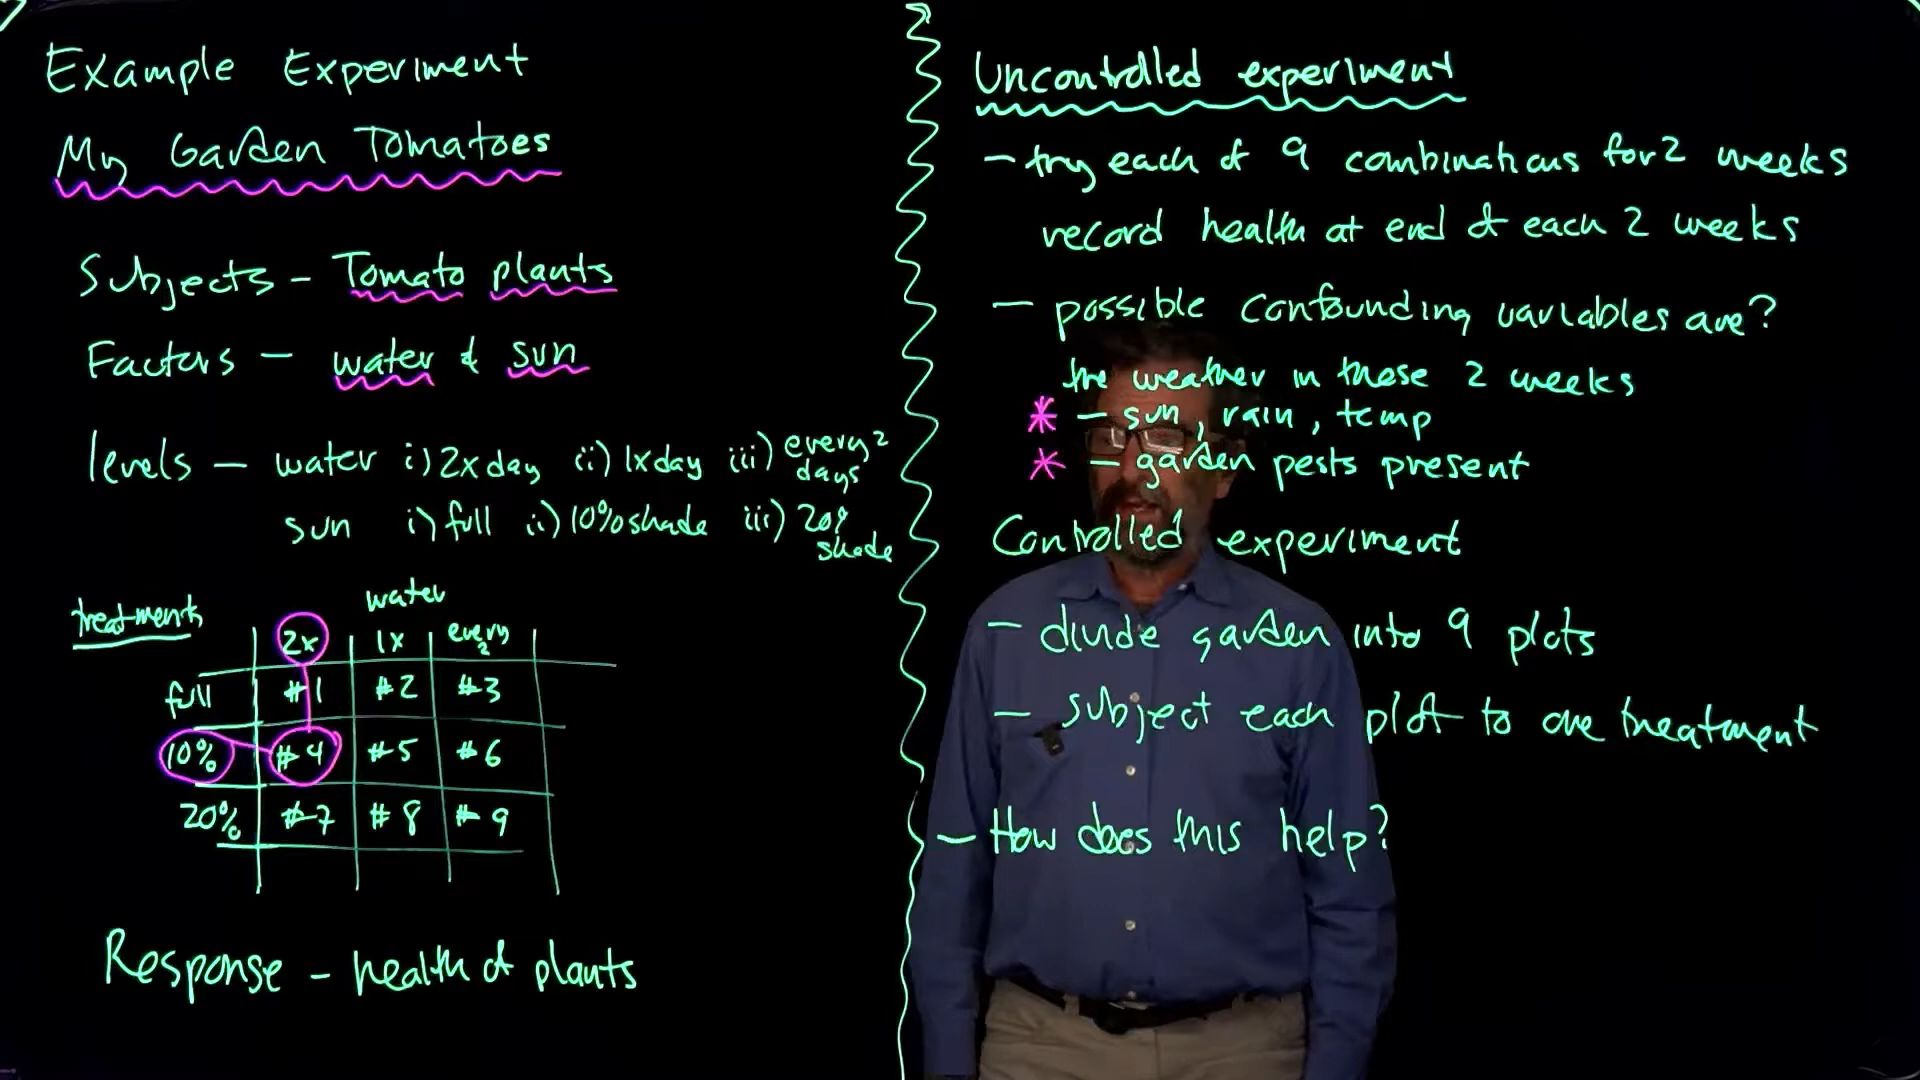 Example Experiment
My Garden Tomatoes
Subjects - Tomato plants
Factors - water & sun
levels - water i) 2x day ii) 1x day iii) every 2 days
sun i) full ii) 10% shade iii) 20% shade
treatments
water
2x 1x every 2
full #1 #2 #3
10% #4 #5 #6
20% #7 #8 #9
Response - health of plants
Uncontrolled experiment
- try each of 9 combinations for 2 weeks
record health at end of each 2 weeks
- possible confounding variables are?
the weather in these 2 weeks
* - sun, rain, temp
* - garden pests present
Controlled experiment
- divide garden into 9 plots
- subject each plot to one treatment
- How does this help?